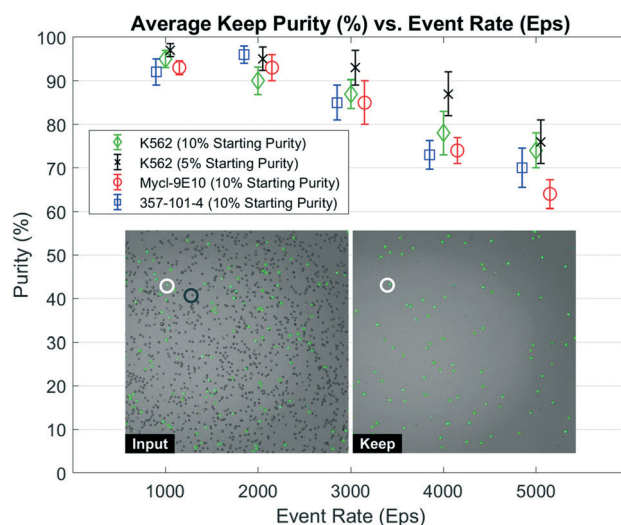 Average Keep Purity (%) vs. Event Rate (Eps)
100
90
80
70
60
50
40
30
20
10
0
Purity (%)
K562 (10% Starting Purity)
K562 (5% Starting Purity)
Mycl-9E10 (10% Starting Purity)
357-101-4 (10% Starting Purity)
Input
Keep
1000 2000 3000 4000 5000
Event Rate (Eps)